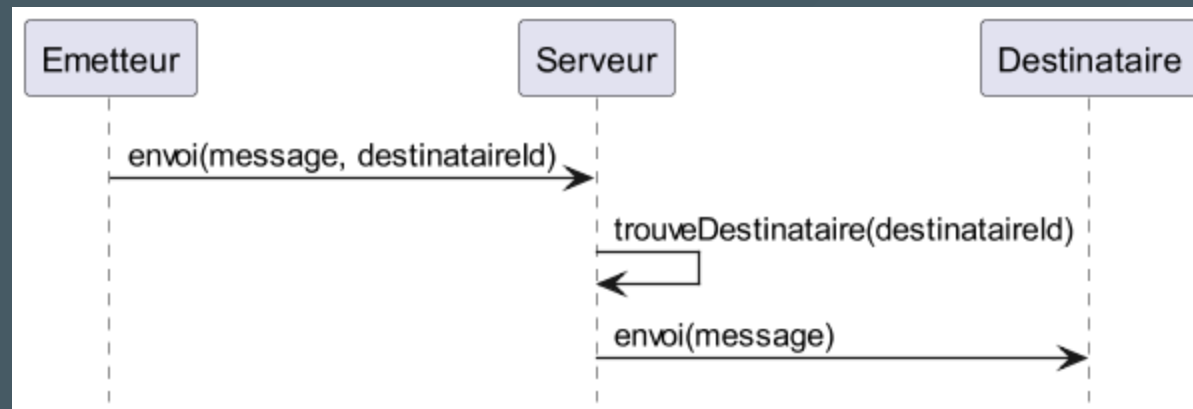 Emetteur
Serveur
Destinataire
envoi(message, destinataireId)
trouveDestinataire(destinataireId)
envoi(message)